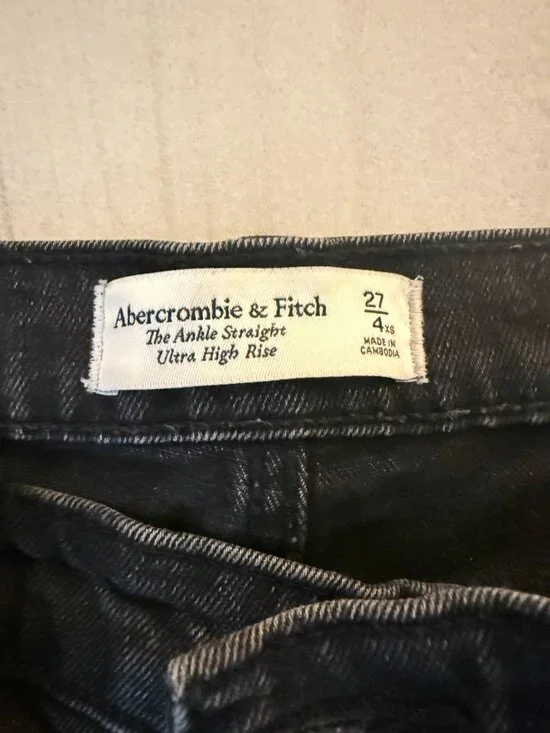 Abercrombie & Fitch
The Ankle Straight
Ultra High Rise
27
4XS
MADE IN
CAMBODIA